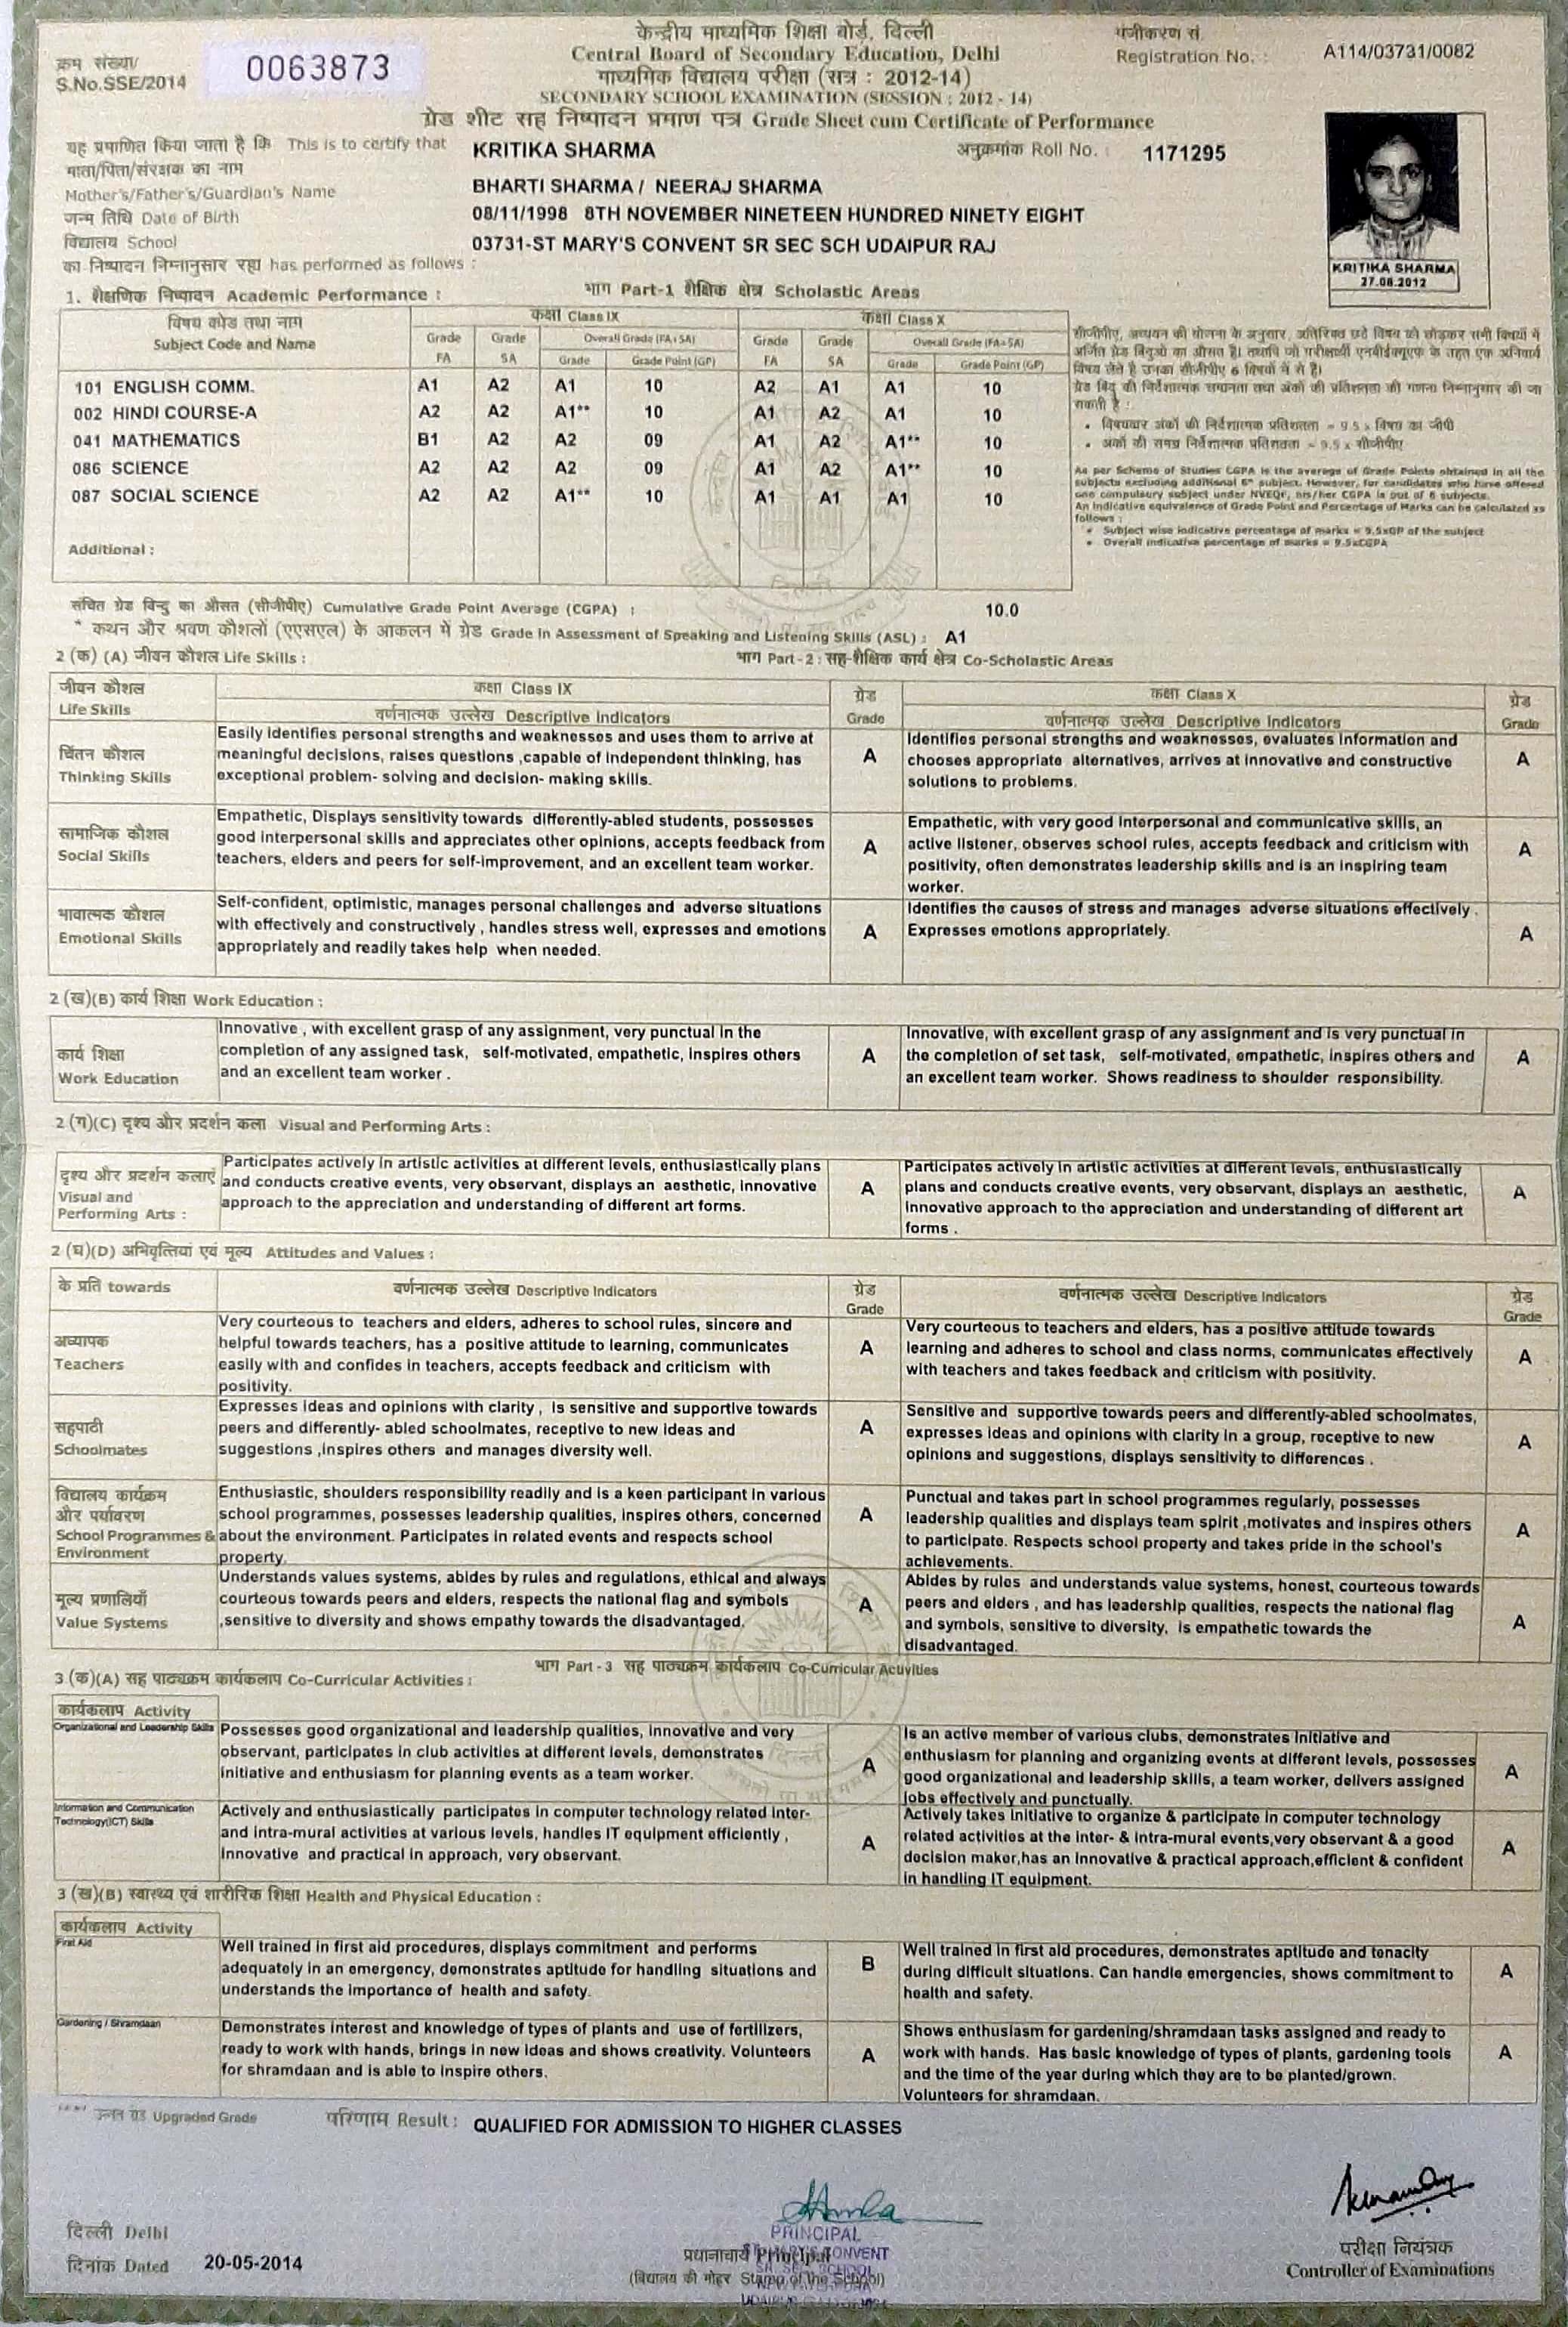 केन्द्रीय माध्यमिक शिक्षा बोर्ड, दिल्ली
पंजीकरण सं.
क्रम संख्या/
S.No.SSE/2014
0063873
Central Board of Secondary Education, Delhi
Registration No. :
A114/03731/0082
माध्यमिक विद्यालय परीक्षा (सत्र : 2012-14)
SECONDARY SCHOOL EXAMINATION (SESSION : 2012 - 14)
ग्रेड शीट सह निष्पादन प्रमाण पत्र Grade Sheet cum Certificate of Performance
यह प्रमाणित किया जाता है कि This is to certify that KRITIKA SHARMA अनुक्रमांक Roll No. : 1171295
माता/पिता/संरक्षक का नाम
Mother's/Father's/Guardian's Name BHARTI SHARMA / NEERAJ SHARMA
जन्म तिथि Date of Birth 08/11/1998 8TH NOVEMBER NINETEEN HUNDRED NINETY EIGHT
विद्यालय School 03731-ST MARY'S CONVENT SR SEC SCH UDAIPUR RAJ
का निष्पादन निम्नानुसार रहा has performed as follows :
KRITIKA SHARMA
27.08.2012
1. शैक्षणिक निष्पादन Academic Performance : भाग Part-1 शैक्षिक क्षेत्र Scholastic Areas
विषय कोड तथा नाम
Subject Code and Name
कक्षा Class IX
कक्षा Class X
Grade FA Grade SA Overall Grade (FA+SA) Grade Grade Point (GP)
Grade FA Grade SA Overall Grade (FA+SA) Grade Grade Point (GP)
101 ENGLISH COMM. A1 A2 A1 10 A2 A1 A1 10
002 HINDI COURSE-A A2 A2 A1** 10 A1 A2 A1 10
041 MATHEMATICS B1 A2 A2 09 A1 A2 A1** 10
086 SCIENCE A2 A2 A2 09 A1 A2 A1** 10
087 SOCIAL SCIENCE A2 A2 A1** 10 A1 A1 A1 10
Additional :
सीजीपीए, अध्ययन की योजना के अनुसार, अतिरिक्त छठे विषय को छोड़कर सभी विषयों में
अर्जित ग्रेड बिंदुओं का औसत है। तथापि जो परीक्षार्थी एनवीईक्यूएफ के तहत एक अनिवार्य
विषय लेते है उनका सीजीपीए 6 विषयों में से है।
ग्रेड बिंदु की निर्देशात्मक समानता तथा अंकों की प्रतिशतता की गणना निम्नानुसार की जा
सकती है :
• विषयवार अंकों की निर्देशात्मक प्रतिशतता = 9.5 x विषय का जीपी
• अंकों की समग्र निर्देशात्मक प्रतिशतता = 9.5 x सीजीपीए
As per Scheme of Studies CGPA is the average of Grade Points obtained in all the
subjects excluding additional 6th subject. However, for candidates who have offered
one compulsory subject under NVEQF, his/her CGPA is out of 6 subjects.
An Indicative equivalence of Grade Point and Percentage of Marks can be calculated as
follows :
• Subject wise indicative percentage of marks = 9.5xGP of the subject
• Overall indicative percentage of marks = 9.5xCGPA
संचित ग्रेड बिन्दु का औसत (सीजीपीए) Cumulative Grade Point Average (CGPA) : 10.0
* कथन और श्रवण कौशलों (एएसएल) के आकलन में ग्रेड Grade in Assessment of Speaking and Listening Skills (ASL) : A1
2 (क) (A) जीवन कौशल Life Skills : भाग Part-2 : सह-शैक्षिक कार्य क्षेत्र Co-Scholastic Areas
जीवन कौशल
Life Skills
कक्षा Class IX
वर्णनात्मक उल्लेख Descriptive Indicators
ग्रेड
Grade
कक्षा Class X
वर्णनात्मक उल्लेख Descriptive Indicators
ग्रेड
Grade
चिंतन कौशल
Thinking Skills
Easily identifies personal strengths and weaknesses and uses them to arrive at
meaningful decisions, raises questions ,capable of independent thinking, has
exceptional problem- solving and decision- making skills.
A
Identifies personal strengths and weaknesses, evaluates information and
chooses appropriate alternatives, arrives at innovative and constructive
solutions to problems.
A
सामाजिक कौशल
Social Skills
Empathetic, Displays sensitivity towards differently-abled students, possesses
good interpersonal skills and appreciates other opinions, accepts feedback from
teachers, elders and peers for self-improvement, and an excellent team worker.
A
Empathetic, with very good interpersonal and communicative skills, an
active listener, observes school rules, accepts feedback and criticism with
positivity, often demonstrates leadership skills and is an inspiring team
worker.
A
भावात्मक कौशल
Emotional Skills
Self-confident, optimistic, manages personal challenges and adverse situations
with effectively and constructively , handles stress well, expresses and emotions
appropriately and readily takes help when needed.
A
Identifies the causes of stress and manages adverse situations effectively .
Expresses emotions appropriately.
A
2 (ख)(B) कार्य शिक्षा Work Education :
कार्य शिक्षा
Work Education
Innovative , with excellent grasp of any assignment, very punctual in the
completion of any assigned task, self-motivated, empathetic, inspires others
and an excellent team worker .
A
Innovative, with excellent grasp of any assignment and is very punctual in
the completion of set task, self-motivated, empathetic, inspires others and
an excellent team worker. Shows readiness to shoulder responsibility.
A
2 (ग)(C) दृश्य और प्रदर्शन कला Visual and Performing Arts :
दृश्य और प्रदर्शन कलाएं
Visual and
Performing Arts :
Participates actively in artistic activities at different levels, enthusiastically plans
and conducts creative events, very observant, displays an aesthetic, innovative
approach to the appreciation and understanding of different art forms.
A
Participates actively in artistic activities at different levels, enthusiastically
plans and conducts creative events, very observant, displays an aesthetic,
innovative approach to the appreciation and understanding of different art
forms .
A
2 (घ)(D) अभिवृत्तियां एवं मूल्य Attitudes and Values :
के प्रति towards
वर्णनात्मक उल्लेख Descriptive Indicators
ग्रेड
Grade
वर्णनात्मक उल्लेख Descriptive Indicators
ग्रेड
Grade
अध्यापक
Teachers
Very courteous to teachers and elders, adheres to school rules, sincere and
helpful towards teachers, has a positive attitude to learning, communicates
easily with and confides in teachers, accepts feedback and criticism with
positivity.
A
Very courteous to teachers and elders, has a positive attitude towards
learning and adheres to school and class norms, communicates effectively
with teachers and takes feedback and criticism with positivity.
A
सहपाठी
Schoolmates
Expresses ideas and opinions with clarity , is sensitive and supportive towards
peers and differently- abled schoolmates, receptive to new ideas and
suggestions ,inspires others and manages diversity well.
A
Sensitive and supportive towards peers and differently-abled schoolmates,
expresses ideas and opinions with clarity in a group, receptive to new
opinions and suggestions, displays sensitivity to differences .
A
विद्यालय कार्यक्रम
और पर्यावरण
School Programmes &
Environment
Enthusiastic, shoulders responsibility readily and is a keen participant in various
school programmes, possesses leadership qualities, inspires others, concerned
about the environment. Participates in related events and respects school
property.
A
Punctual and takes part in school programmes regularly, possesses
leadership qualities and displays team spirit ,motivates and inspires others
to participate. Respects school property and takes pride in the school's
achievements.
A
मूल्य प्रणालियाँ
Value Systems
Understands values systems, abides by rules and regulations, ethical and always
courteous towards peers and elders, respects the national flag and symbols
,sensitive to diversity and shows empathy towards the disadvantaged.
A
Abides by rules and understands value systems, honest, courteous towards
peers and elders , and has leadership qualities, respects the national flag
and symbols, sensitive to diversity, is empathetic towards the
disadvantaged.
A
भाग Part - 3 सह पाठ्यक्रम कार्यकलाप Co-Curricular Activities
3 (क)(A) सह पाठ्यक्रम कार्यकलाप Co-Curricular Activities :
कार्यकलाप Activity
Organizational and Leadership Skills
Possesses good organizational and leadership qualities, innovative and very
observant, participates in club activities at different levels, demonstrates
initiative and enthusiasm for planning events as a team worker.
A
Is an active member of various clubs, demonstrates initiative and
enthusiasm for planning and organizing events at different levels, possesses
good organizational and leadership skills, a team worker, delivers assigned
jobs effectively and punctually.
A
Information and Communication
Technology(ICT) Skills
Actively and enthusiastically participates in computer technology related inter-
and intra-mural activities at various levels, handles IT equipment efficiently ,
innovative and practical in approach, very observant.
A
Actively takes initiative to organize & participate in computer technology
related activities at the inter- & intra-mural events,very observant & a good
decision maker,has an innovative & practical approach,efficient & confident
in handling IT equipment.
A
3 (ख)(B) स्वास्थ्य एवं शारीरिक शिक्षा Health and Physical Education :
कार्यकलाप Activity
First Aid
Well trained in first aid procedures, displays commitment and performs
adequately in an emergency, demonstrates aptitude for handling situations and
understands the importance of health and safety.
B
Well trained in first aid procedures, demonstrates aptitude and tenacity
during difficult situations. Can handle emergencies, shows commitment to
health and safety.
A
Gardening / Shramdaan
Demonstrates interest and knowledge of types of plants and use of fertilizers,
ready to work with hands, brings in new ideas and shows creativity. Volunteers
for shramdaan and is able to inspire others.
A
Shows enthusiasm for gardening/shramdaan tasks assigned and ready to
work with hands. Has basic knowledge of types of plants, gardening tools
and the time of the year during which they are to be planted/grown.
Volunteers for shramdaan.
A
उन्नत ग्रेड Upgraded Grade परिणाम Result : QUALIFIED FOR ADMISSION TO HIGHER CLASSES
दिल्ली Delhi
दिनांक Dated 20-05-2014
PRINCIPAL
प्रधानाचार्य Principal
CONVENT
(विद्यालय की मोहर Stamp of the School)
UDAIPUR
परीक्षा नियंत्रक
Controller of Examinations